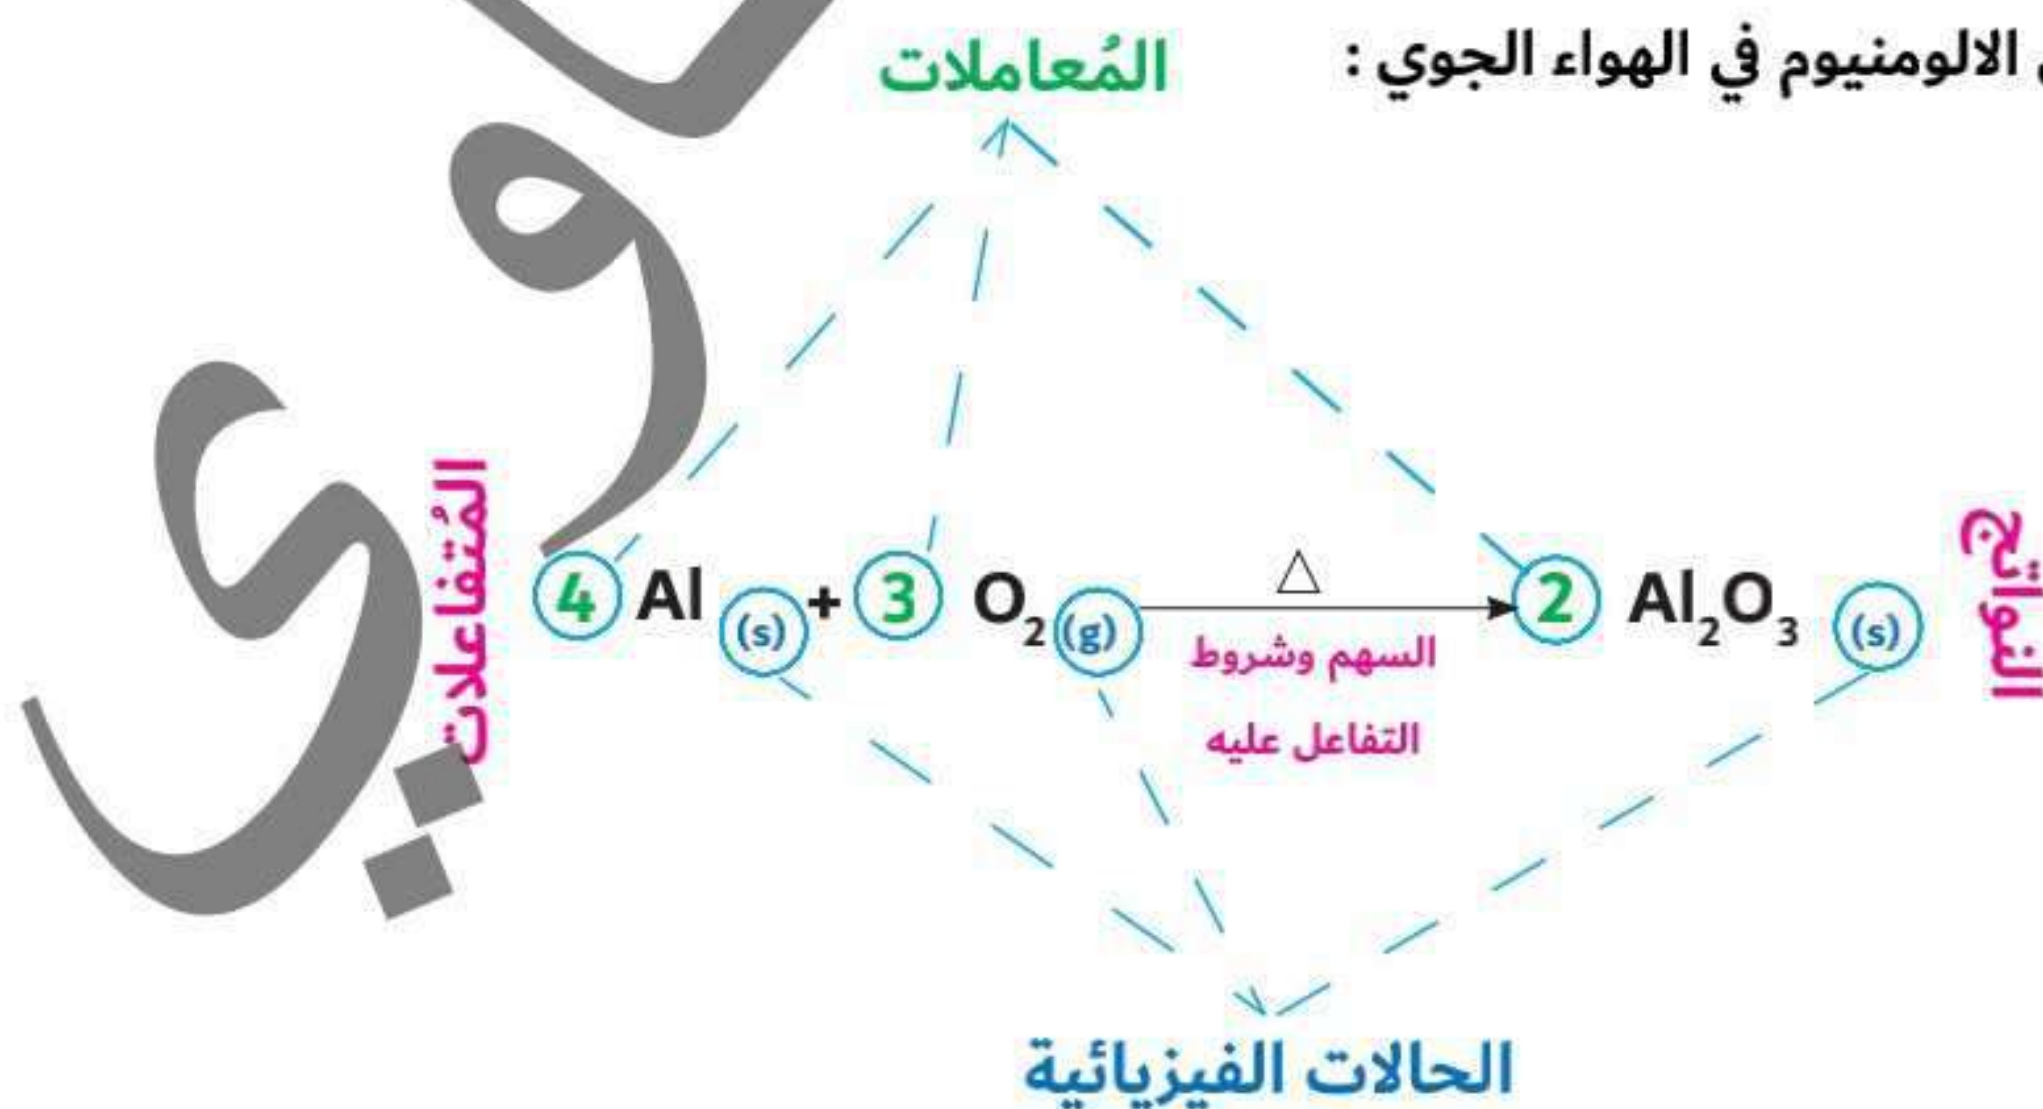 الالومنيوم في الهواء الجوي :
المُعاملات
المُتفاعلات
4 Al (s) + 3 O₂ (g) △ 2 Al₂O₃ (s)
النواتج
السهم وشروط
التفاعل عليه
الحالات الفيزيائية